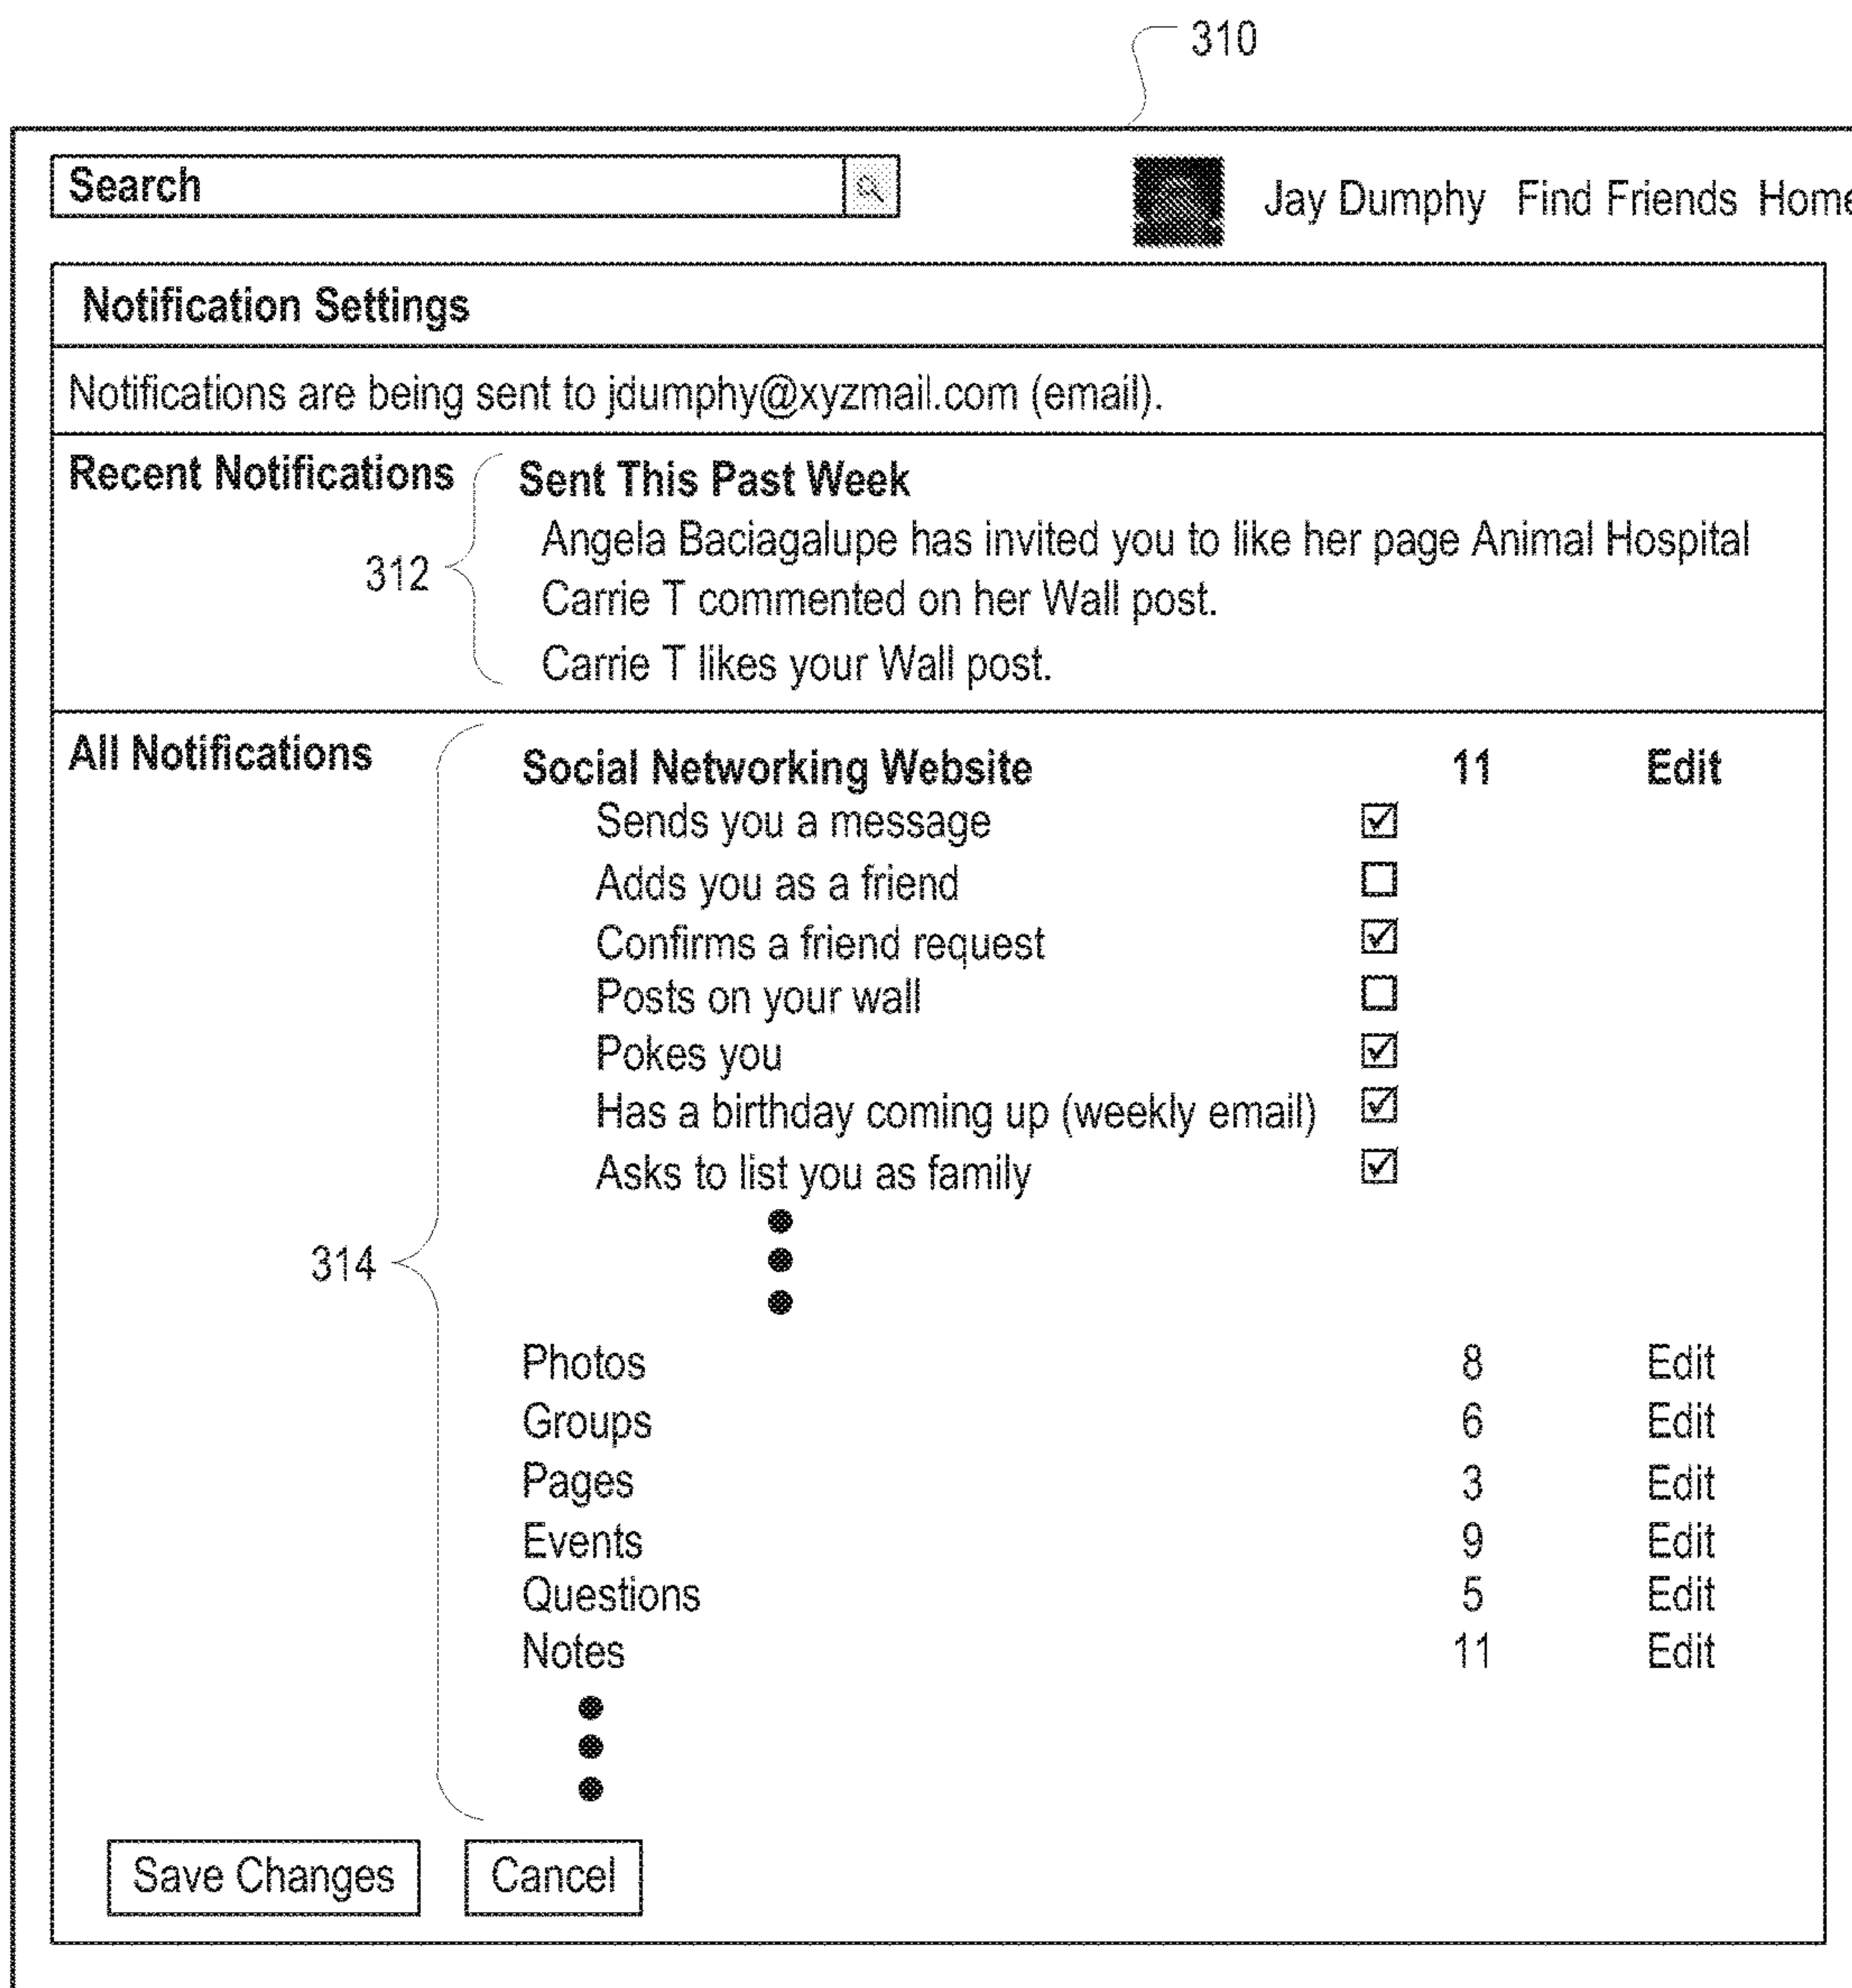 310
Search
Jay Dumphy Find Friends Home
Notification Settings
Notifications are being sent to jdumphy@xyzmail.com (email).
Recent Notifications
312
Sent This Past Week
Angela Baciagalupe has invited you to like her page Animal Hospital
Carrie T commented on her Wall post.
Carrie T likes your Wall post.
All Notifications
314
Social Networking Website 11 Edit
Sends you a message
Adds you as a friend
Confirms a friend request
Posts on your wall
Pokes you
Has a birthday coming up (weekly email)
Asks to list you as family
Photos 8 Edit
Groups 6 Edit
Pages 3 Edit
Events 9 Edit
Questions 5 Edit
Notes 11 Edit
Save Changes Cancel